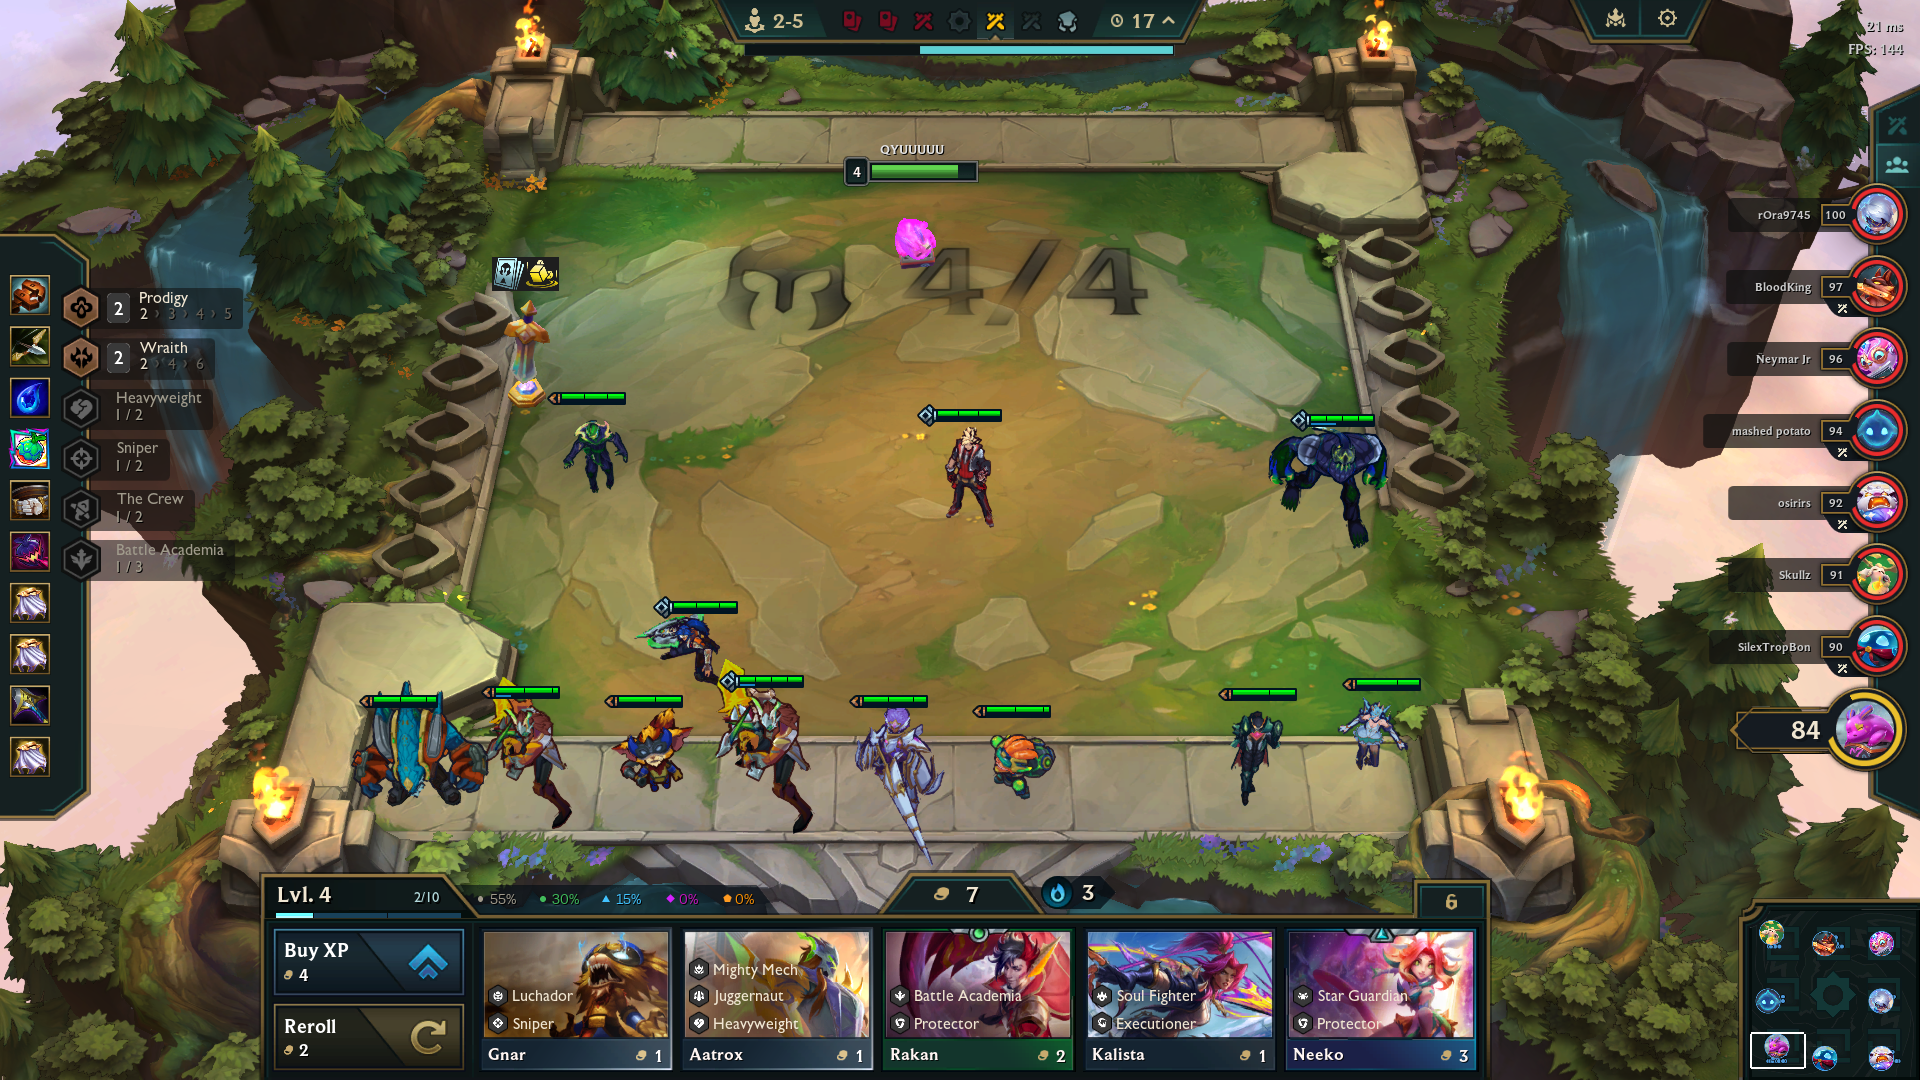 2-5
17
21 ms
FPS: 144
QYUUUUU
4
4/4
rOra9745 100
BloodKing 97
Neymar Jr 96
mashed potato 94
osirirs 92
Skullz 91
SilexTropBon 90
84
2 Prodigy
2 › 3 › 4 › 5
2 Wraith
2 › 4 › 6
Heavyweight
1 / 2
Sniper
1 / 2
The Crew
1 / 2
Battle Academia
1 / 3
Lvl. 4 2/10
55% 30% 15% 0% 0%
7
3
6
Buy XP
4
Reroll
2
Luchador
Sniper
Gnar 1
Mighty Mech
Juggernaut
Heavyweight
Aatrox 1
Battle Academia
Protector
Rakan 2
Soul Fighter
Executioner
Kalista 1
Star Guardian
Protector
Neeko 3